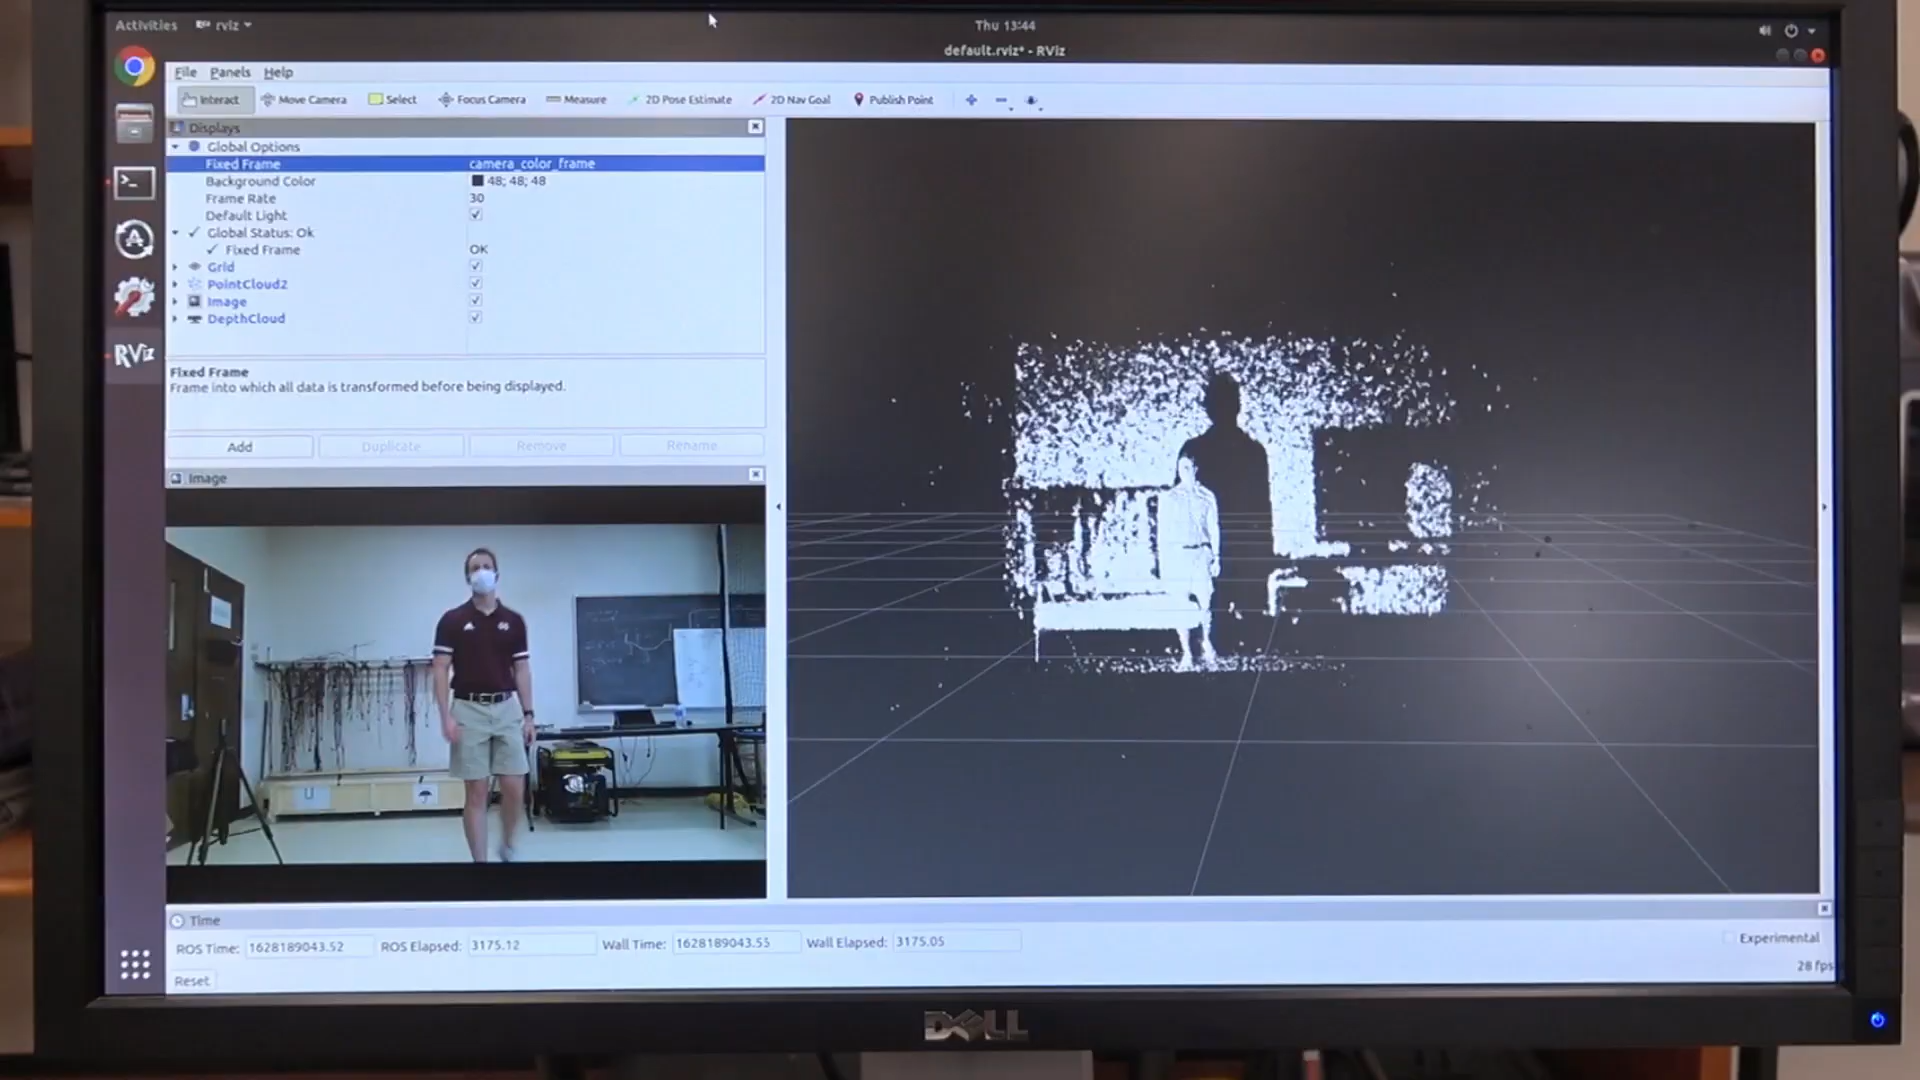 Activities
rviz
Thu 13:44
default.rviz* - RViz
File Panels Help
Interact Move Camera Select Focus Camera Measure 2D Pose Estimate 2D Nav Goal Publish Point
Displays
Global Options
Fixed Frame camera_color_frame
Background Color 48; 48; 48
Frame Rate 30
Default Light
Global Status: Ok
Fixed Frame OK
Grid
PointCloud2
Image
DepthCloud
RViz
Fixed Frame
Frame into which all data is transformed before being displayed.
Add Duplicate Remove Rename
Image
Time
ROS Time: 1628189043.52 ROS Elapsed: 3175.12 Wall Time: 1628189043.55 Wall Elapsed: 3175.05 Experimental
Reset
28 fps
DELL